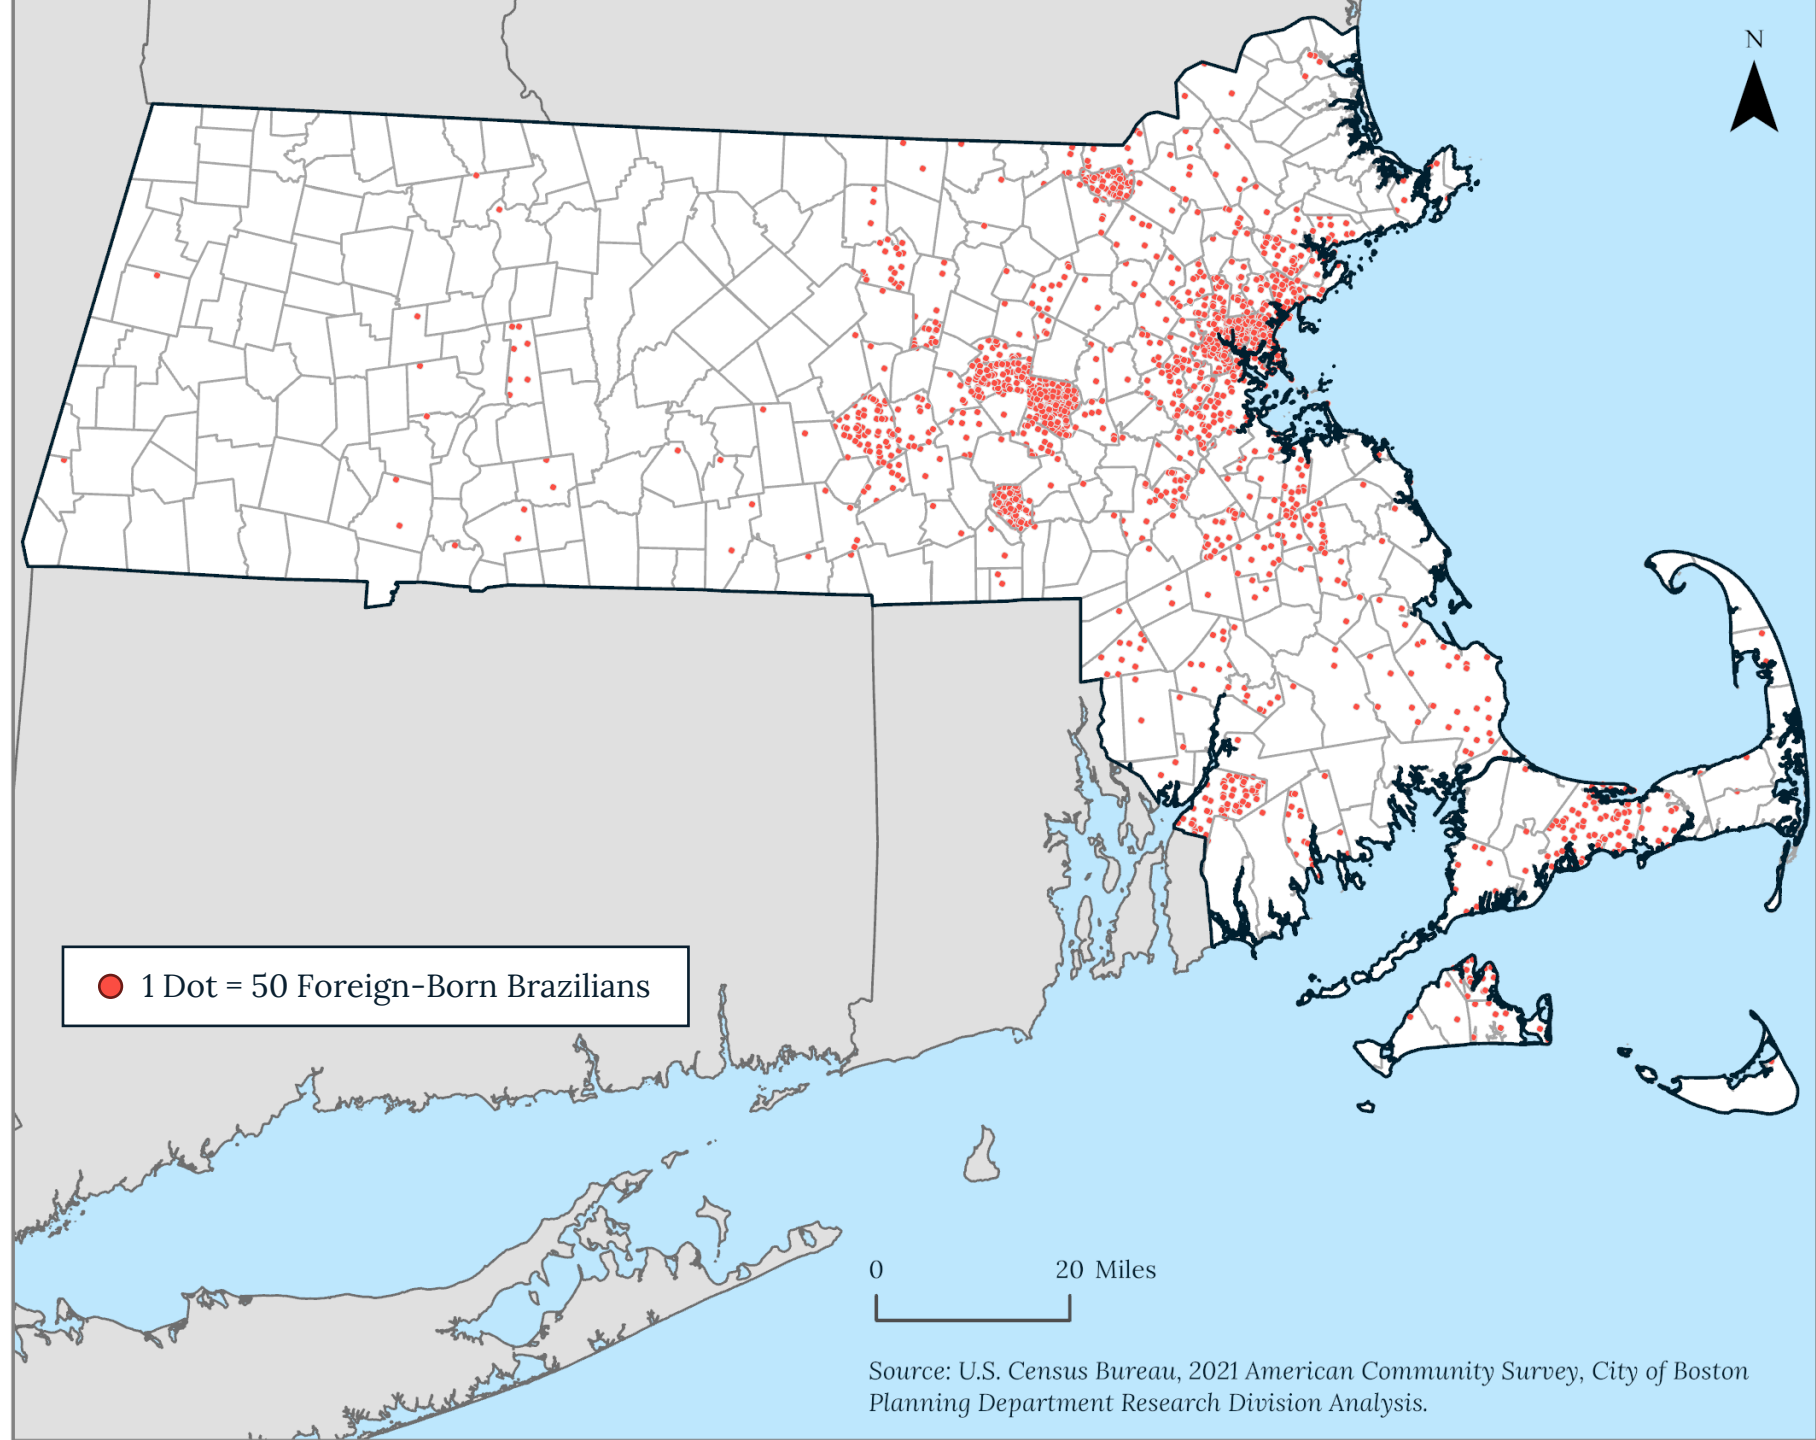 N
1 Dot = 50 Foreign-Born Brazilians
0 20 Miles
Source: U.S. Census Bureau, 2021 American Community Survey, City of Boston
Planning Department Research Division Analysis.